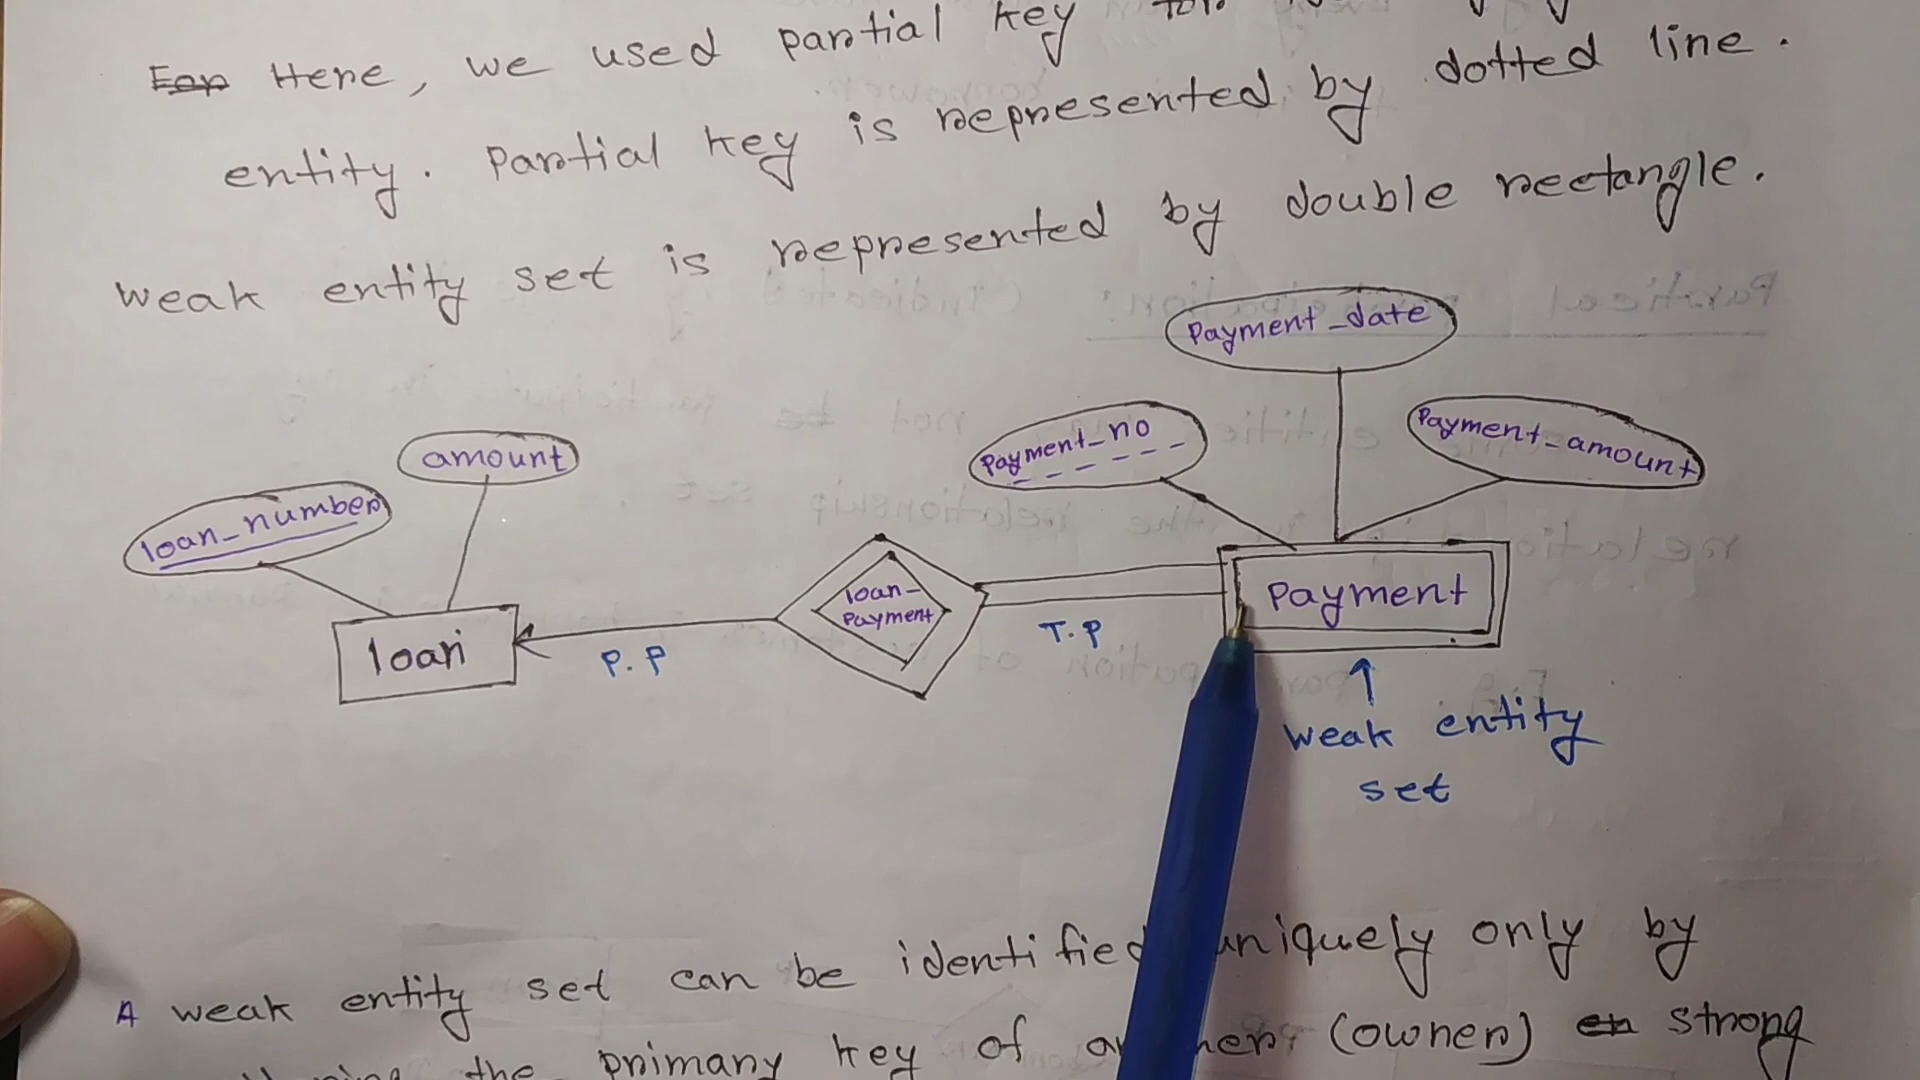 Here, we used partial key
entity. Partial key is represented by dotted line.
weak entity set is represented by double rectangle.
Payment_date
Payment_no
Payment_amount
amount
loan_number
loan-
Payment
Payment
loan
P.P
T.P
weak entity
set
A weak entity set can be identified uniquely only by
the primary key of (owner) strong